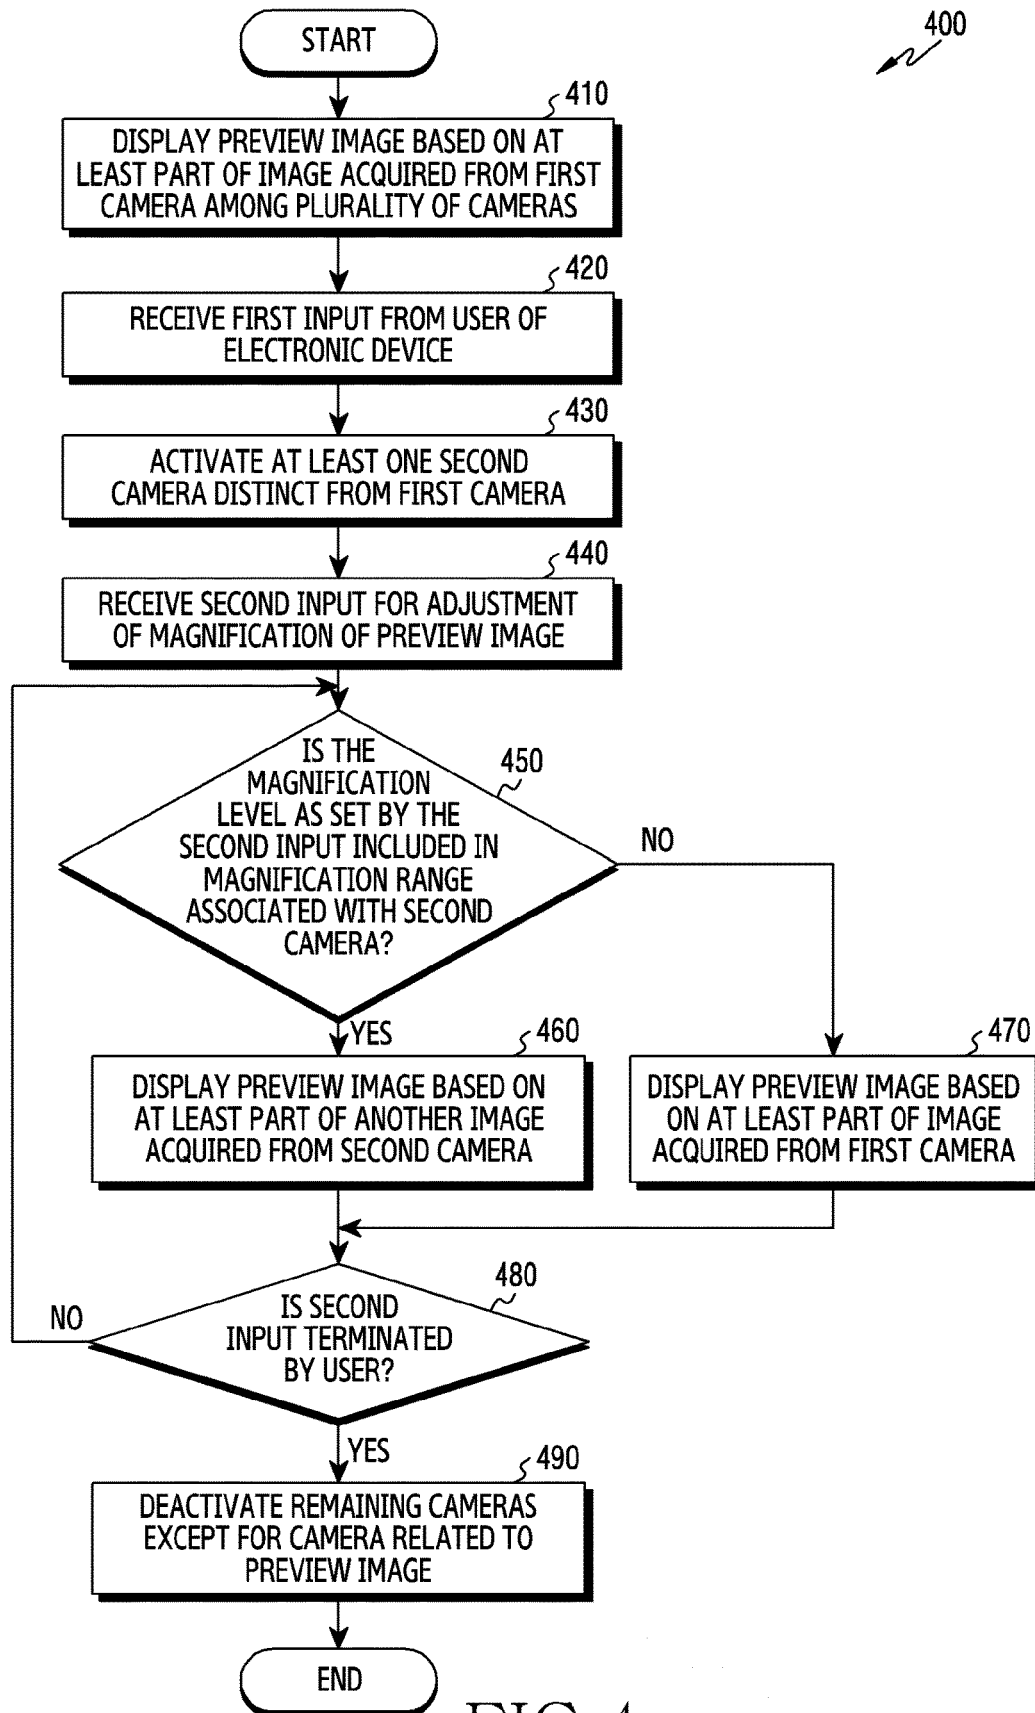 START
400
410
DISPLAY PREVIEW IMAGE BASED ON AT
LEAST PART OF IMAGE ACQUIRED FROM FIRST
CAMERA AMONG PLURALITY OF CAMERAS
420
RECEIVE FIRST INPUT FROM USER OF
ELECTRONIC DEVICE
430
ACTIVATE AT LEAST ONE SECOND
CAMERA DISTINCT FROM FIRST CAMERA
440
RECEIVE SECOND INPUT FOR ADJUSTMENT
OF MAGNIFICATION OF PREVIEW IMAGE
450
IS THE
MAGNIFICATION
LEVEL AS SET BY THE
SECOND INPUT INCLUDED IN
MAGNIFICATION RANGE
ASSOCIATED WITH SECOND
CAMERA?
NO
YES
460
DISPLAY PREVIEW IMAGE BASED ON
AT LEAST PART OF ANOTHER IMAGE
ACQUIRED FROM SECOND CAMERA
470
DISPLAY PREVIEW IMAGE BASED
ON AT LEAST PART OF IMAGE
ACQUIRED FROM FIRST CAMERA
480
IS SECOND
INPUT TERMINATED
BY USER?
NO
YES
490
DEACTIVATE REMAINING CAMERAS
EXCEPT FOR CAMERA RELATED TO
PREVIEW IMAGE
END